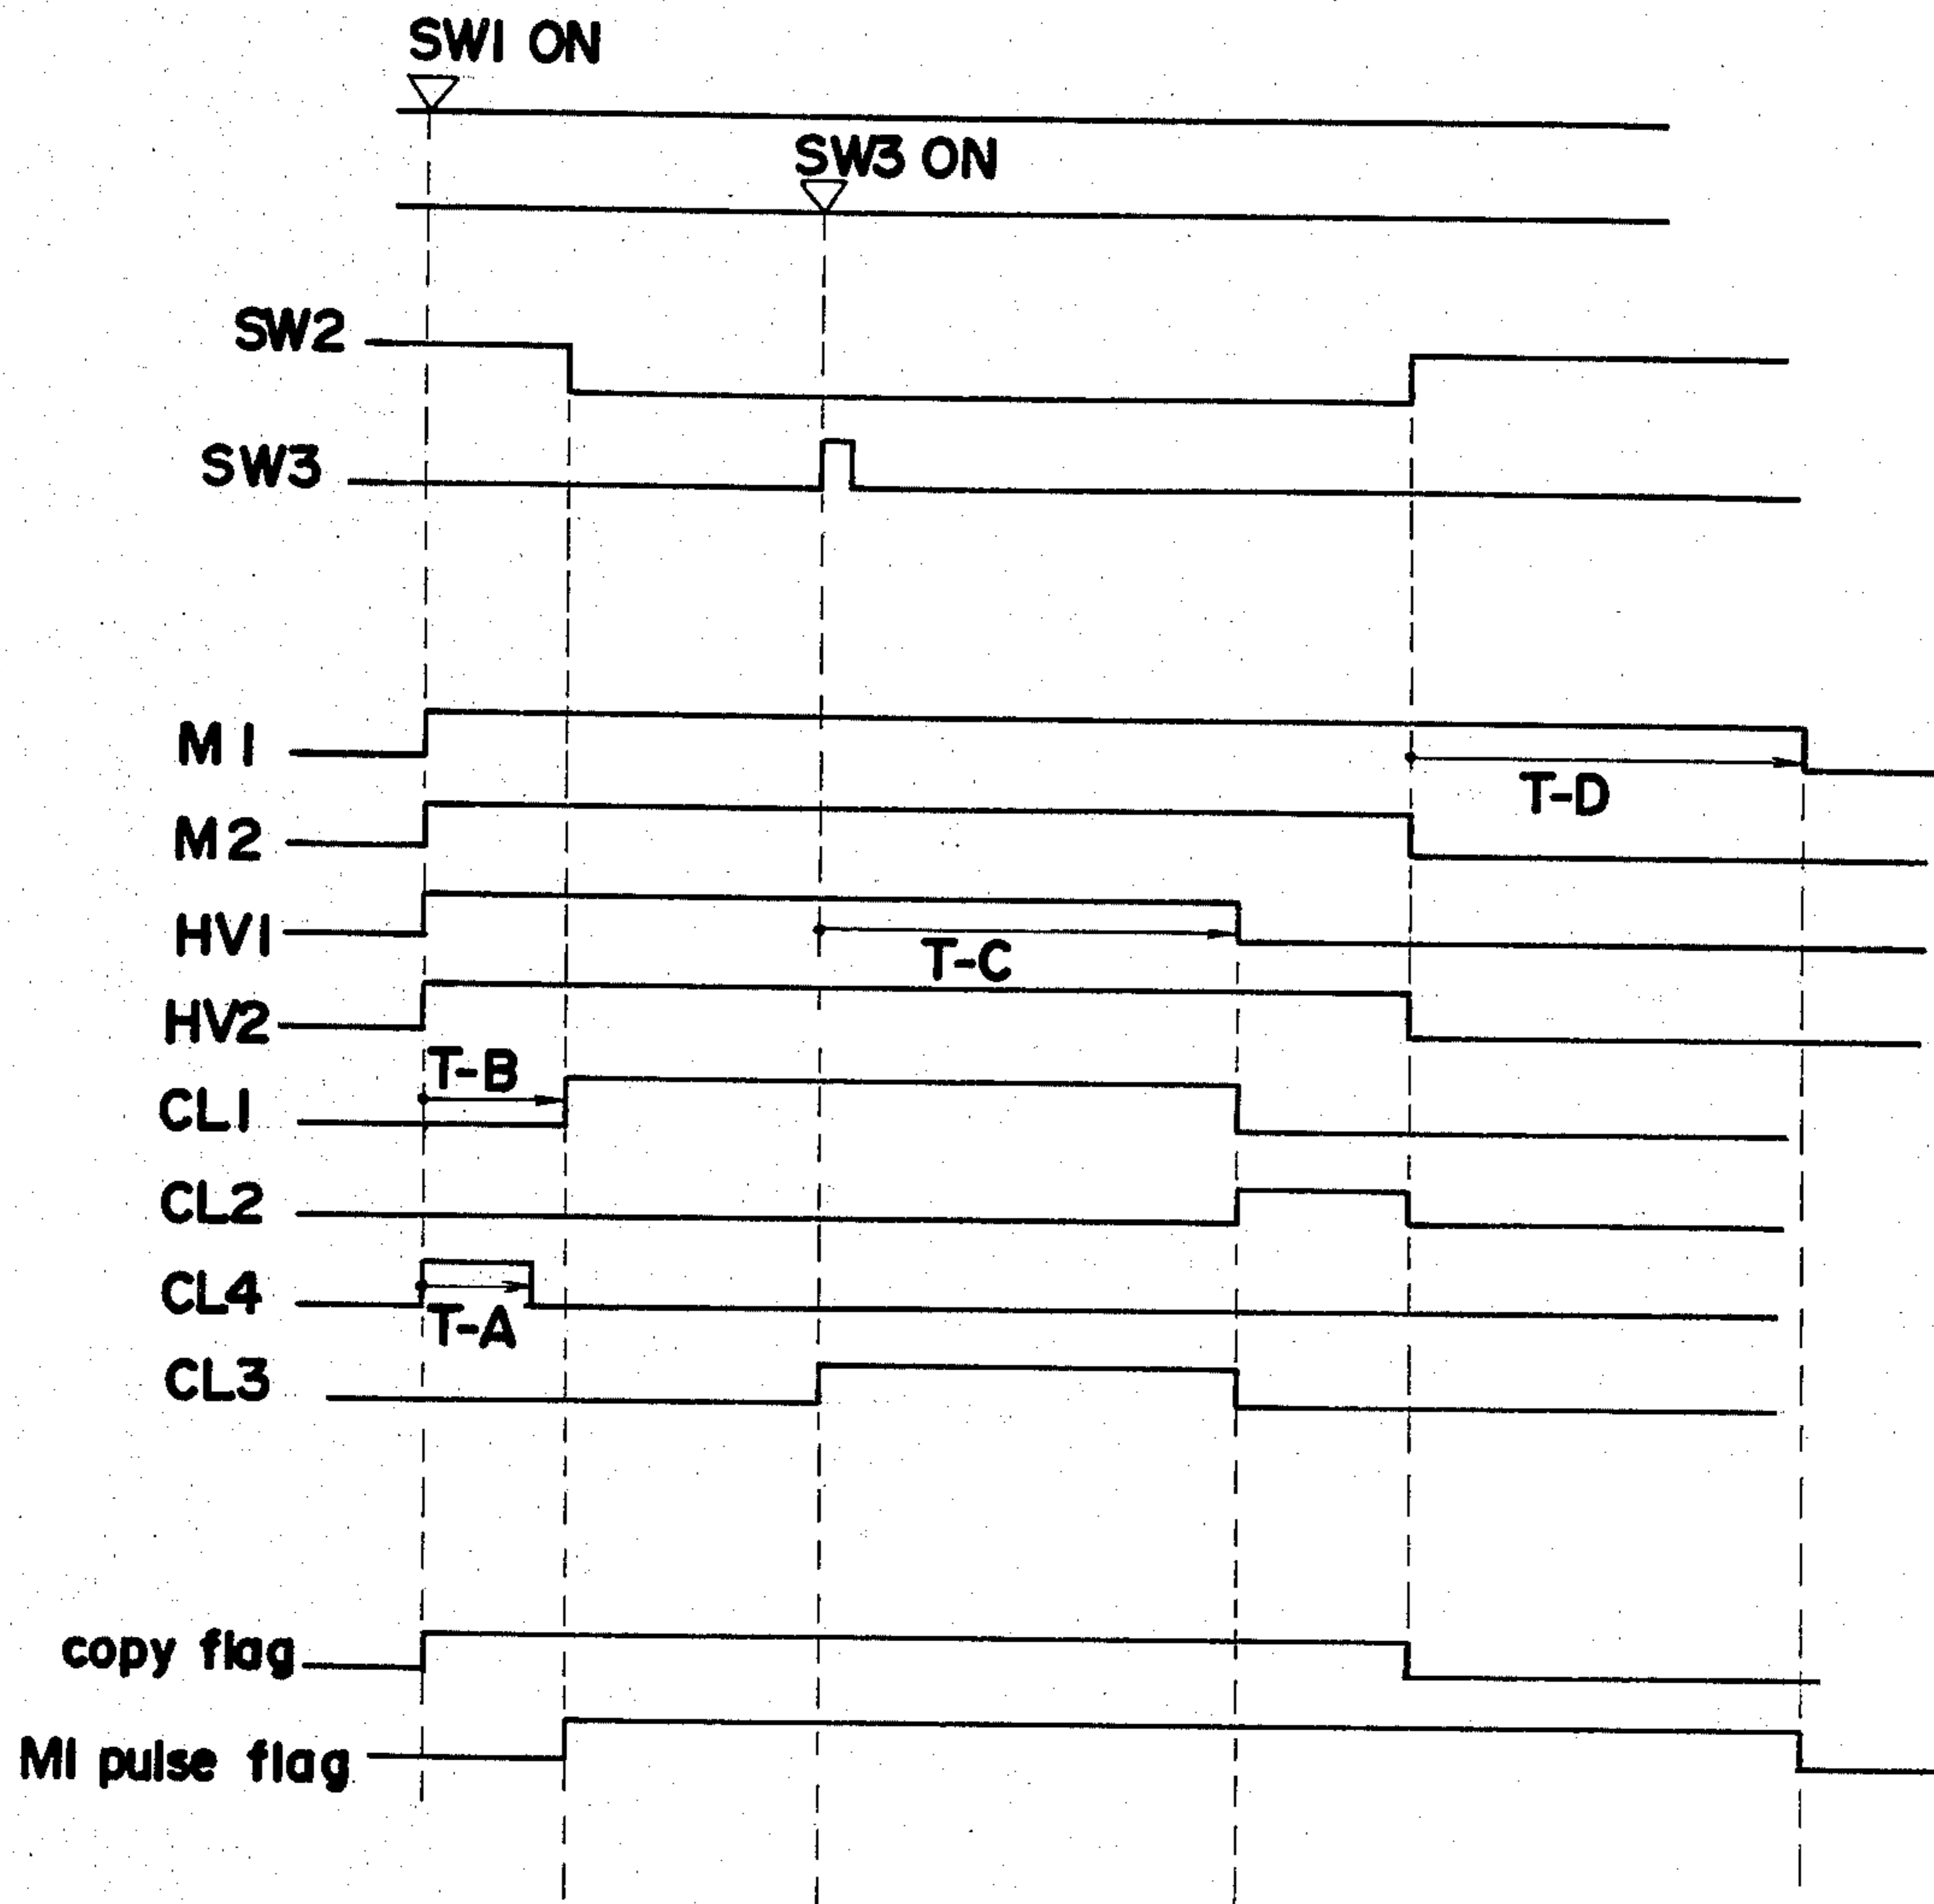 SW1 ON
SW3 ON
SW2
SW3
M1
T-D
M2
HV1
T-C
HV2
T-B
CL1
CL2
CL4
T-A
CL3
copy flag
M1 pulse flag